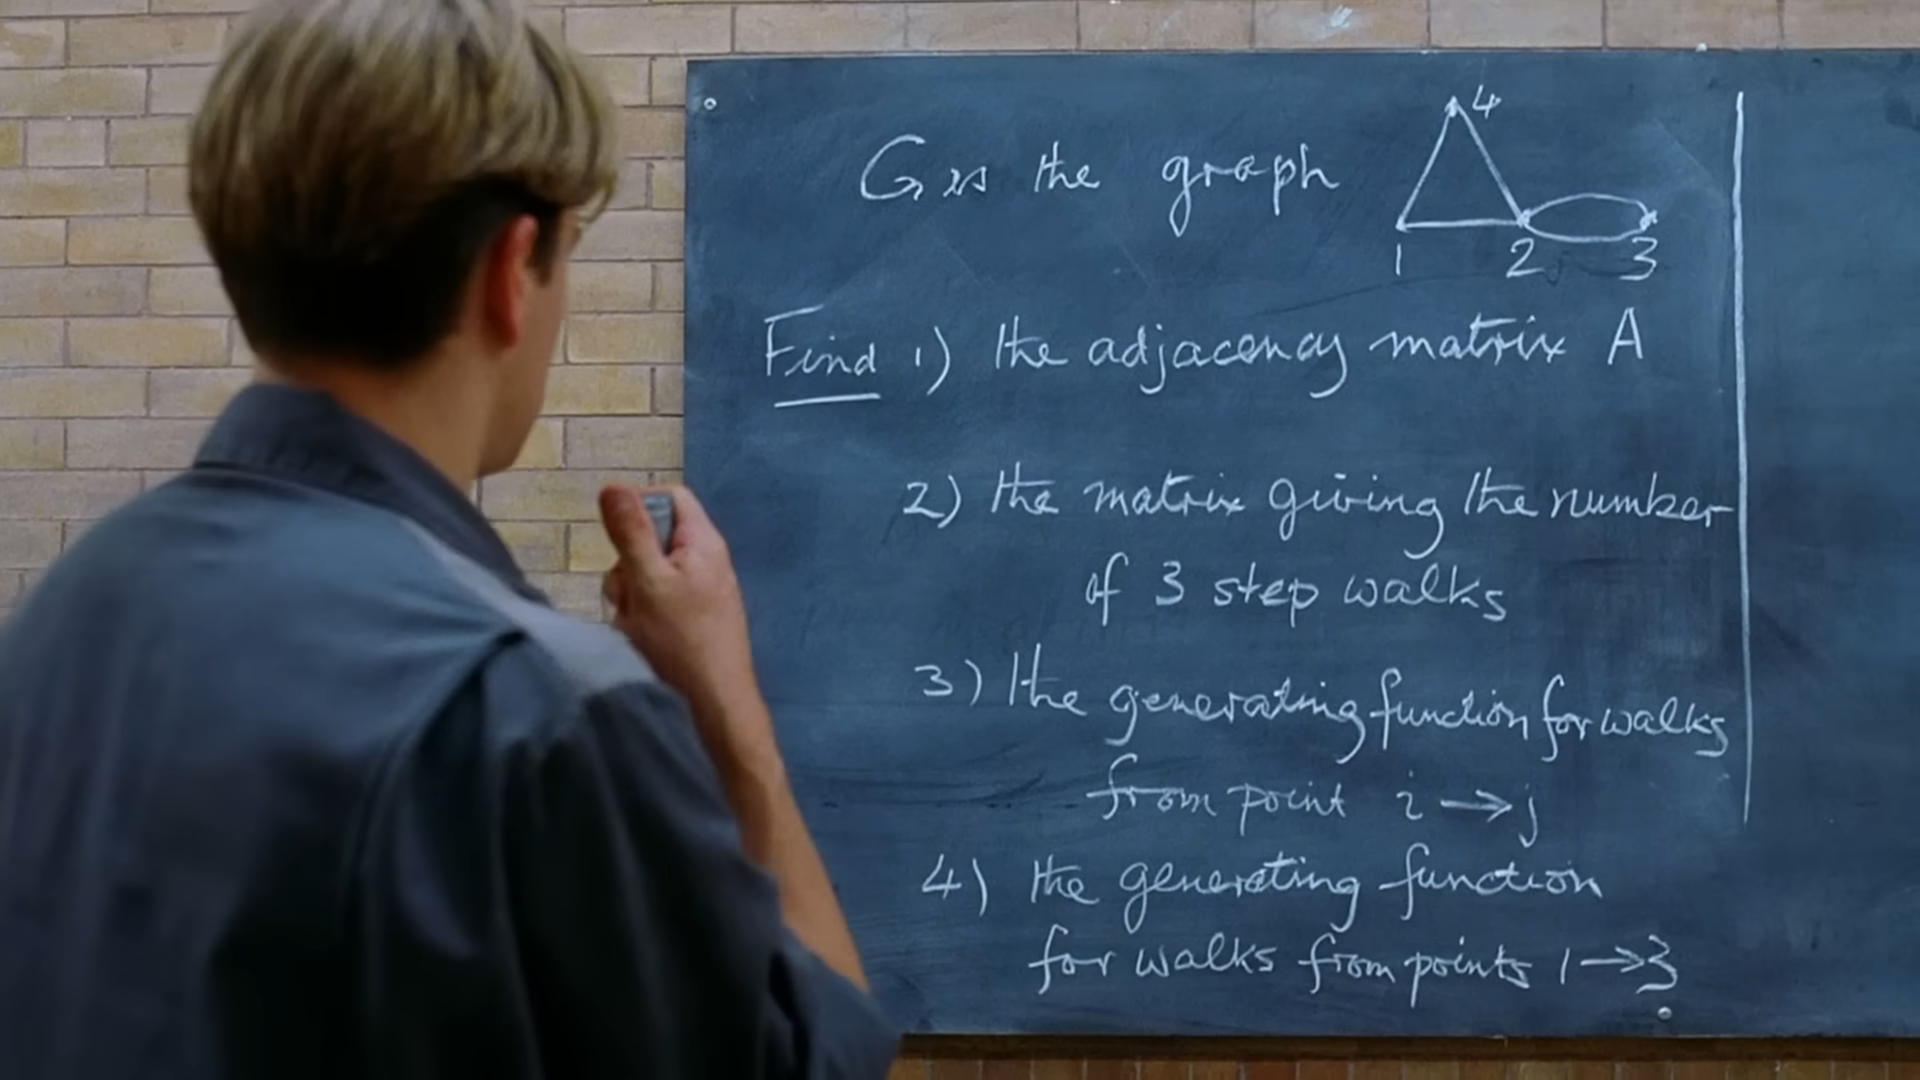 G is the graph
4
1 2 3
Find 1) the adjacency matrix A
2) the matrix giving the number
of 3 step walks
3) the generating function for walks
from point i → j
4) the generating function
for walks from points 1 → 3